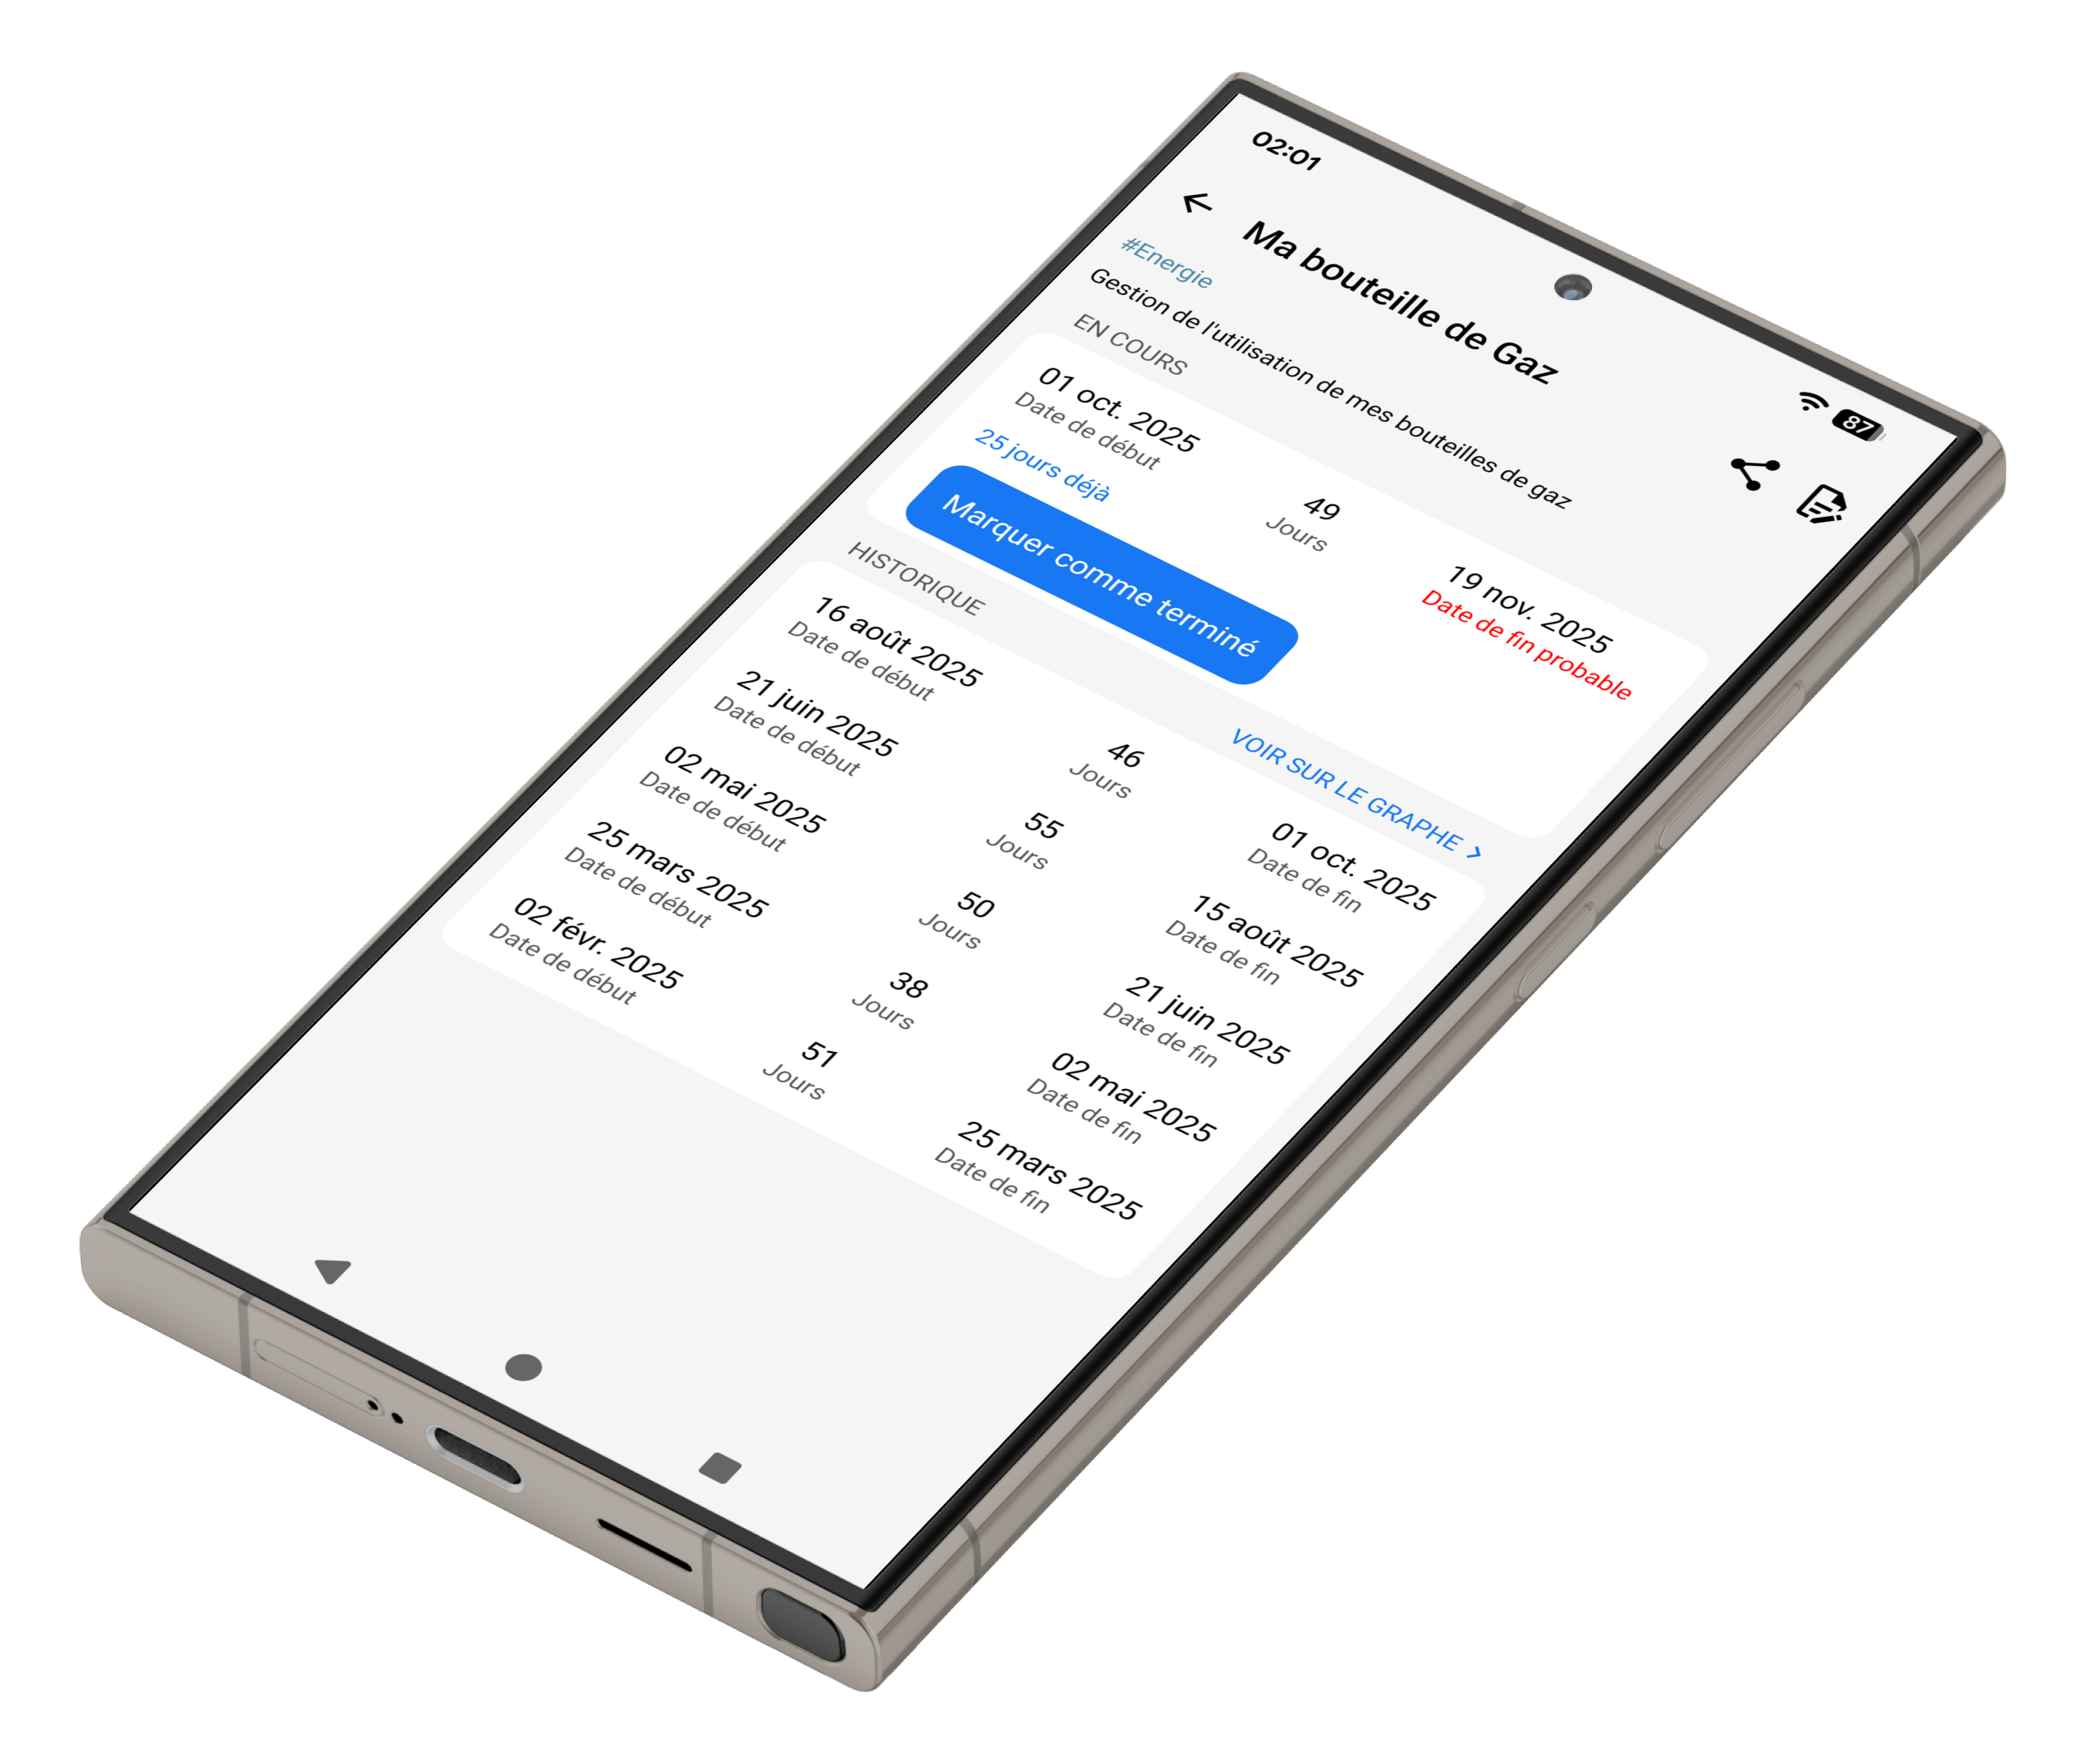 02:01
87
Ma bouteille de Gaz
#Energie
Gestion de l'utilisation de mes bouteilles de gaz
EN COURS
01 oct. 2025
Date de début
49
Jours
19 nov. 2025
Date de fin probable
25 jours déjà
Marquer comme terminé
HISTORIQUE
VOIR SUR LE GRAPHE >
16 août 2025
Date de début
46
Jours
01 oct. 2025
Date de fin
21 juin 2025
Date de début
55
Jours
15 août 2025
Date de fin
02 mai 2025
Date de début
50
Jours
21 juin 2025
Date de fin
25 mars 2025
Date de début
38
Jours
02 mai 2025
Date de fin
02 févr. 2025
Date de début
51
Jours
25 mars 2025
Date de fin